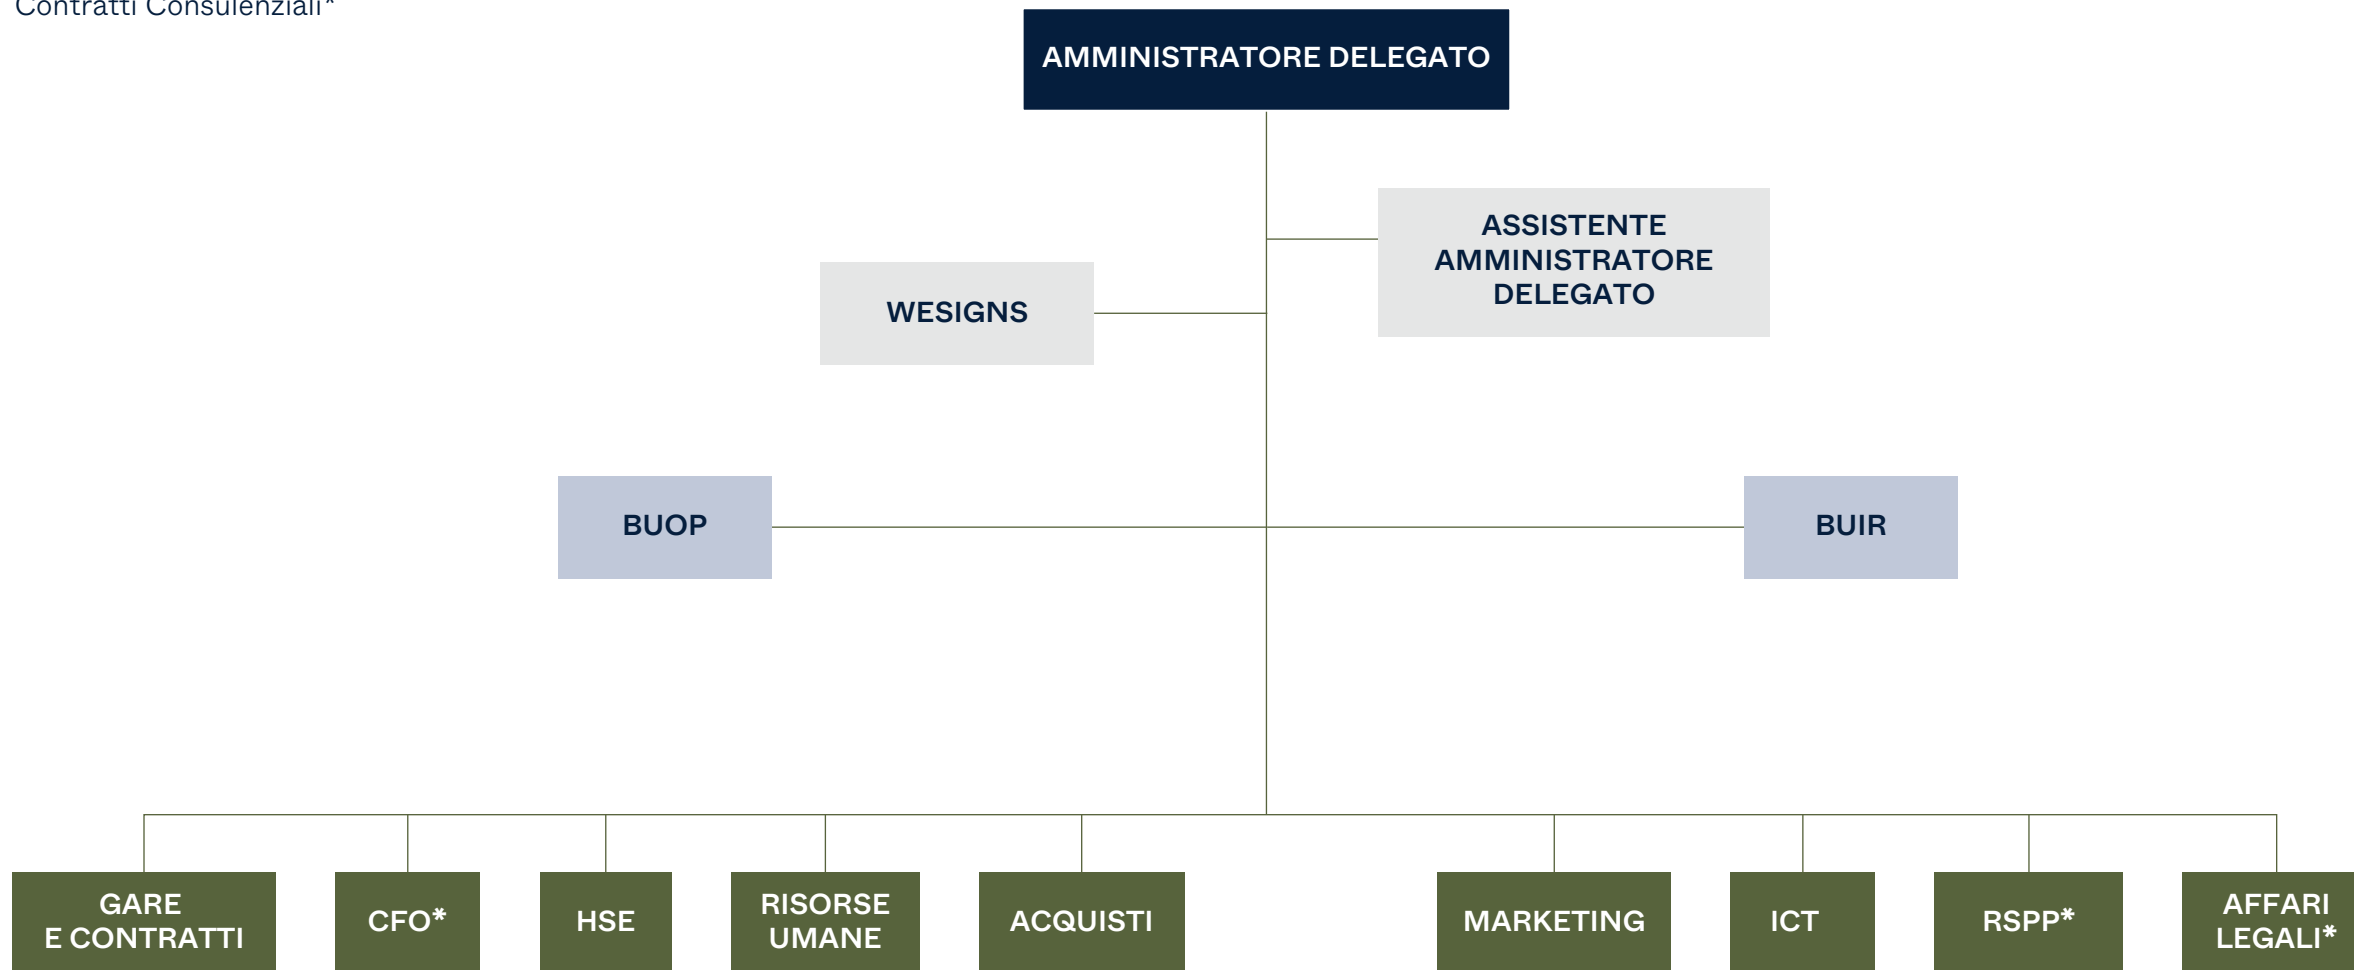 Contratti Consulenziali*
AMMINISTRATORE DELEGATO
ASSISTENTE
AMMINISTRATORE
DELEGATO
WESIGNS
BUOP
BUIR
GARE
E CONTRATTI
CFO*
HSE
RISORSE
UMANE
ACQUISTI
MARKETING
ICT
RSPP*
AFFARI
LEGALI*